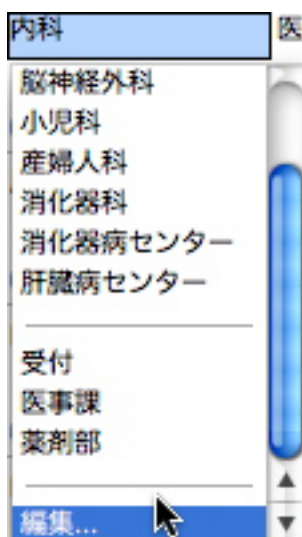 内科 医
脳神経外科
小児科
産婦人科
消化器科
消化器病センター
肝臓病センター
受付
医事課
薬剤部
編集...